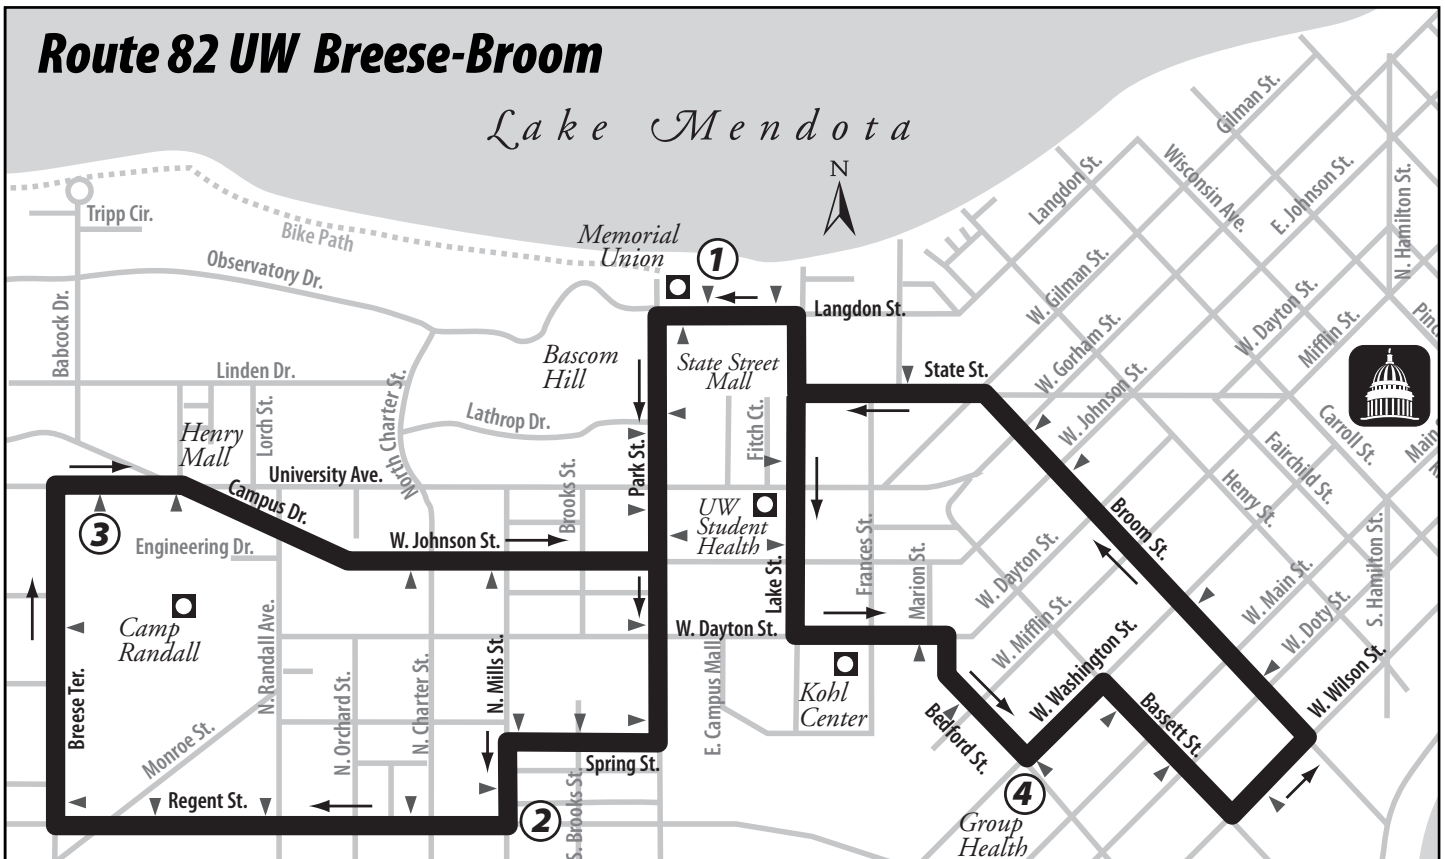 Route 82 UW Breese-Broom
Lake Mendota
N
Gilman St.
Langdon St.
Wisconsin Ave.
E. Johnson St.
N. Hamilton St.
Tripp Cir.
Bike Path
Memorial
Union
1
Observatory Dr.
Babcock Dr.
Langdon St.
W. Gilman St.
W. Dayton St.
Mifflin St.
W. Gorham St.
Bascom
Hill
State Street
Mall
State St.
Linden Dr.
W. Johnson St.
Lorch St.
North Charter St.
Lathrop Dr.
Fitch Ct.
Carroll St.
Main
Henry
Mall
Fairchild St.
University Ave.
Park St.
Brooks St.
Henry St.
Campus Dr.
UW
Student
Health
3
Engineering Dr.
W. Johnson St.
Frances St.
Broom St.
S. Hamilton St.
Lake St.
Marion St.
W. Dayton St.
W. Main St.
W. Doty St.
Camp
Randall
N. Randall Ave.
W. Dayton St.
W. Mifflin St.
W. Washington St.
N. Mills St.
E. Campus Mall
Kohl
Center
W. Wilson St.
Breese Ter.
N. Orchard St.
N. Charter St.
Bassett St.
Bedford St.
Monroe St.
Spring St.
Regent St.
2
S. Brooks St.
4
Group
Health